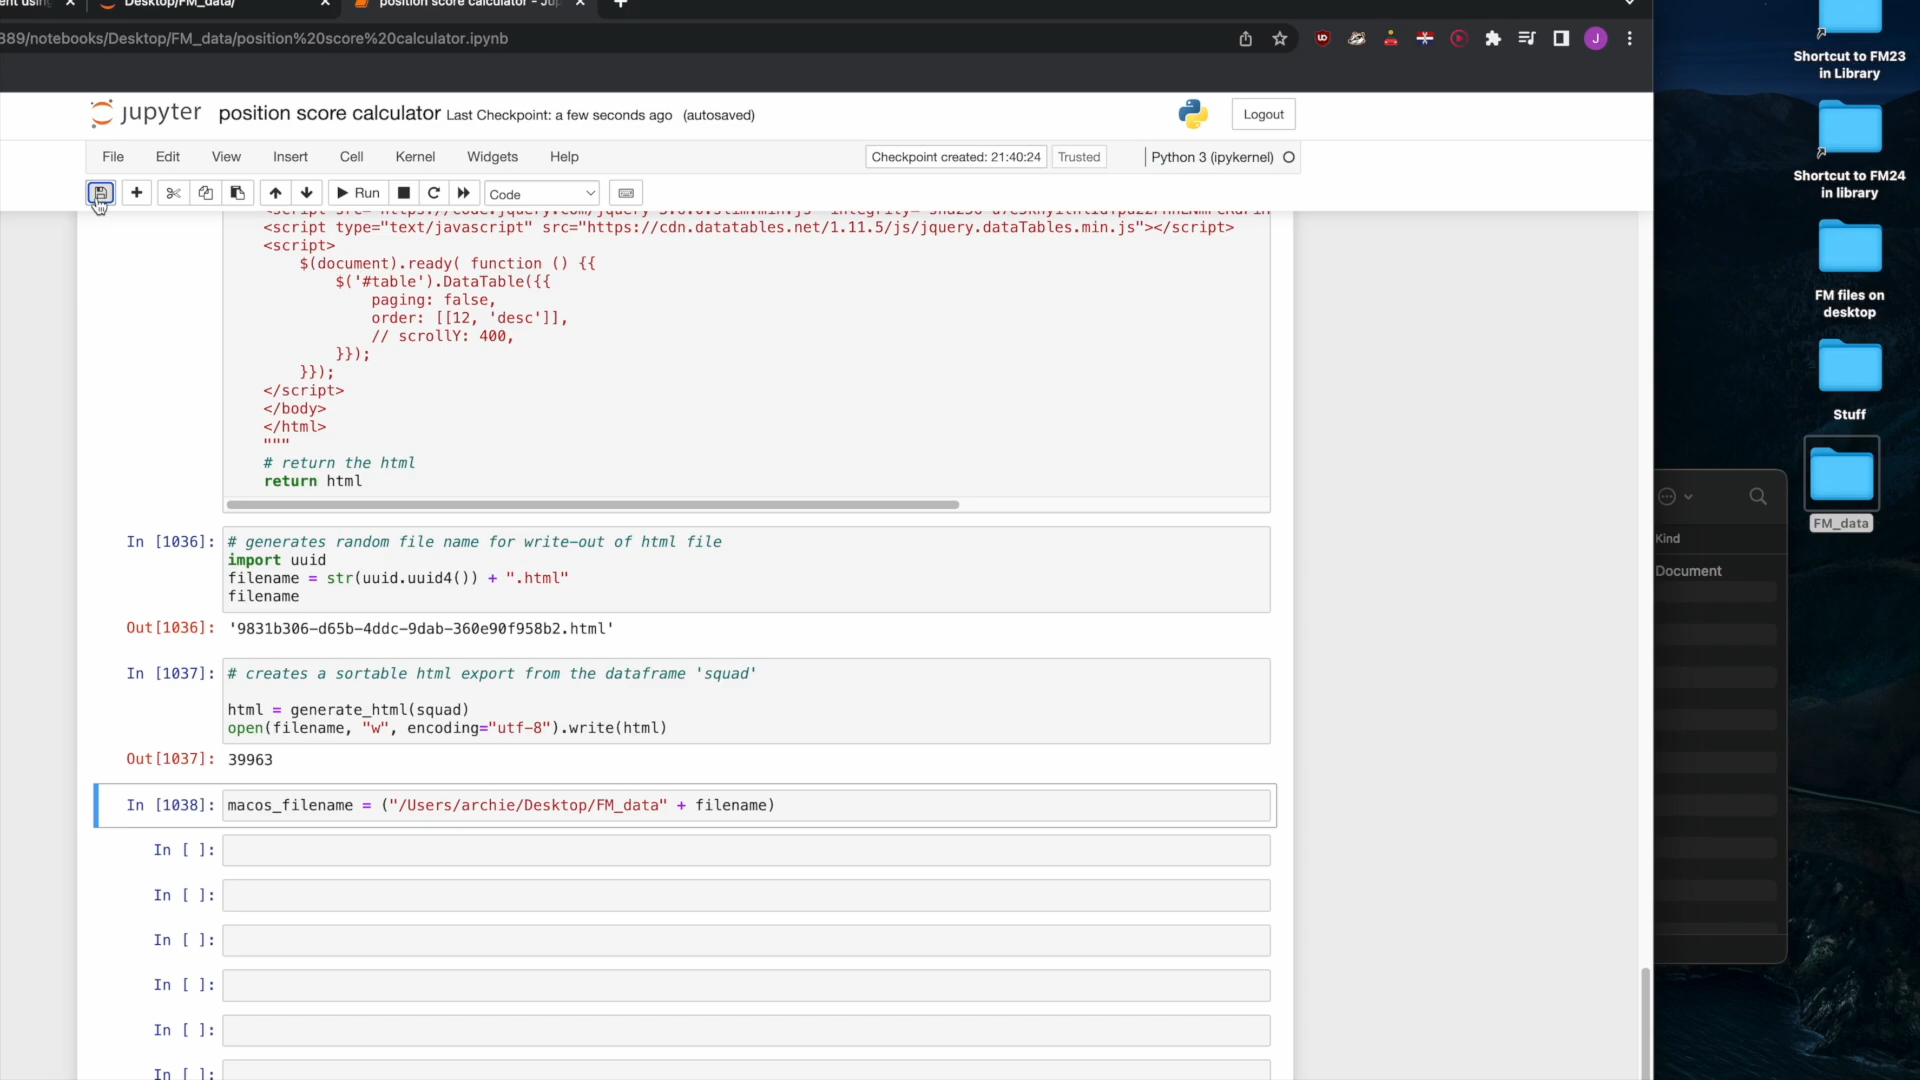 Desktop/FM_data/
position score calculator - Jup
889/notebooks/Desktop/FM_data/position%20score%20calculator.ipynb
J
jupyter position score calculator Last Checkpoint: a few seconds ago (autosaved)
Logout
File Edit View Insert Cell Kernel Widgets Help
Checkpoint created: 21:40:24 Trusted Python 3 (ipykernel)
Run Code
<script type="text/javascript" src="https://cdn.datatables.net/1.11.5/js/jquery.dataTables.min.js"></script>
<script>
$(document).ready( function () {{
$('#table').DataTable({{
paging: false,
order: [[12, 'desc']],
// scrollY: 400,
}});
}});
</script>
</body>
</html>
"""
# return the html
return html
In [1036]: # generates random file name for write-out of html file
import uuid
filename = str(uuid.uuid4()) + ".html"
filename
Out[1036]: '9831b306-d65b-4ddc-9dab-360e90f958b2.html'
In [1037]: # creates a sortable html export from the dataframe 'squad'
html = generate_html(squad)
open(filename, "w", encoding="utf-8").write(html)
Out[1037]: 39963
In [1038]: macos_filename = ("/Users/archie/Desktop/FM_data" + filename)
In [ ]:
In [ ]:
In [ ]:
In [ ]:
In [ ]:
In [ ]:
Shortcut to FM23
in Library
Shortcut to FM24
in library
FM files on
desktop
Stuff
FM_data
Kind
Document